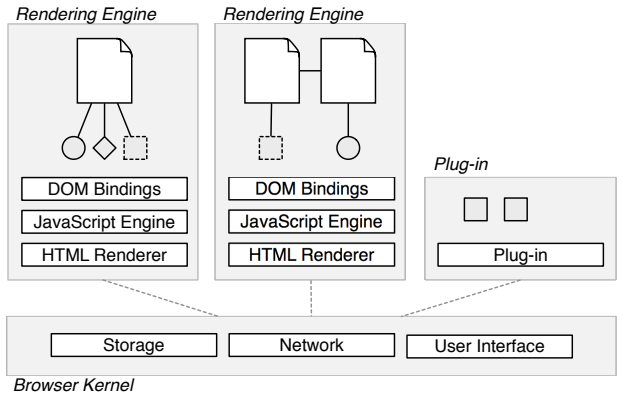 Rendering Engine
Rendering Engine
DOM Bindings
JavaScript Engine
HTML Renderer
DOM Bindings
JavaScript Engine
HTML Renderer
Plug-in
Plug-in
Storage
Network
User Interface
Browser Kernel